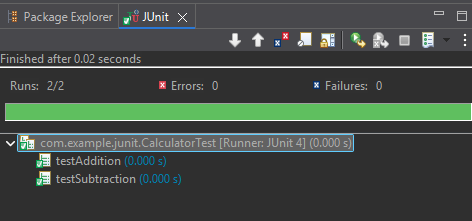 Package Explorer JUnit
Finished after 0.02 seconds
Runs: 2/2 Errors: 0 Failures: 0
com.example.junit.CalculatorTest [Runner: JUnit 4] (0.000 s)
testAddition (0.000 s)
testSubtraction (0.000 s)